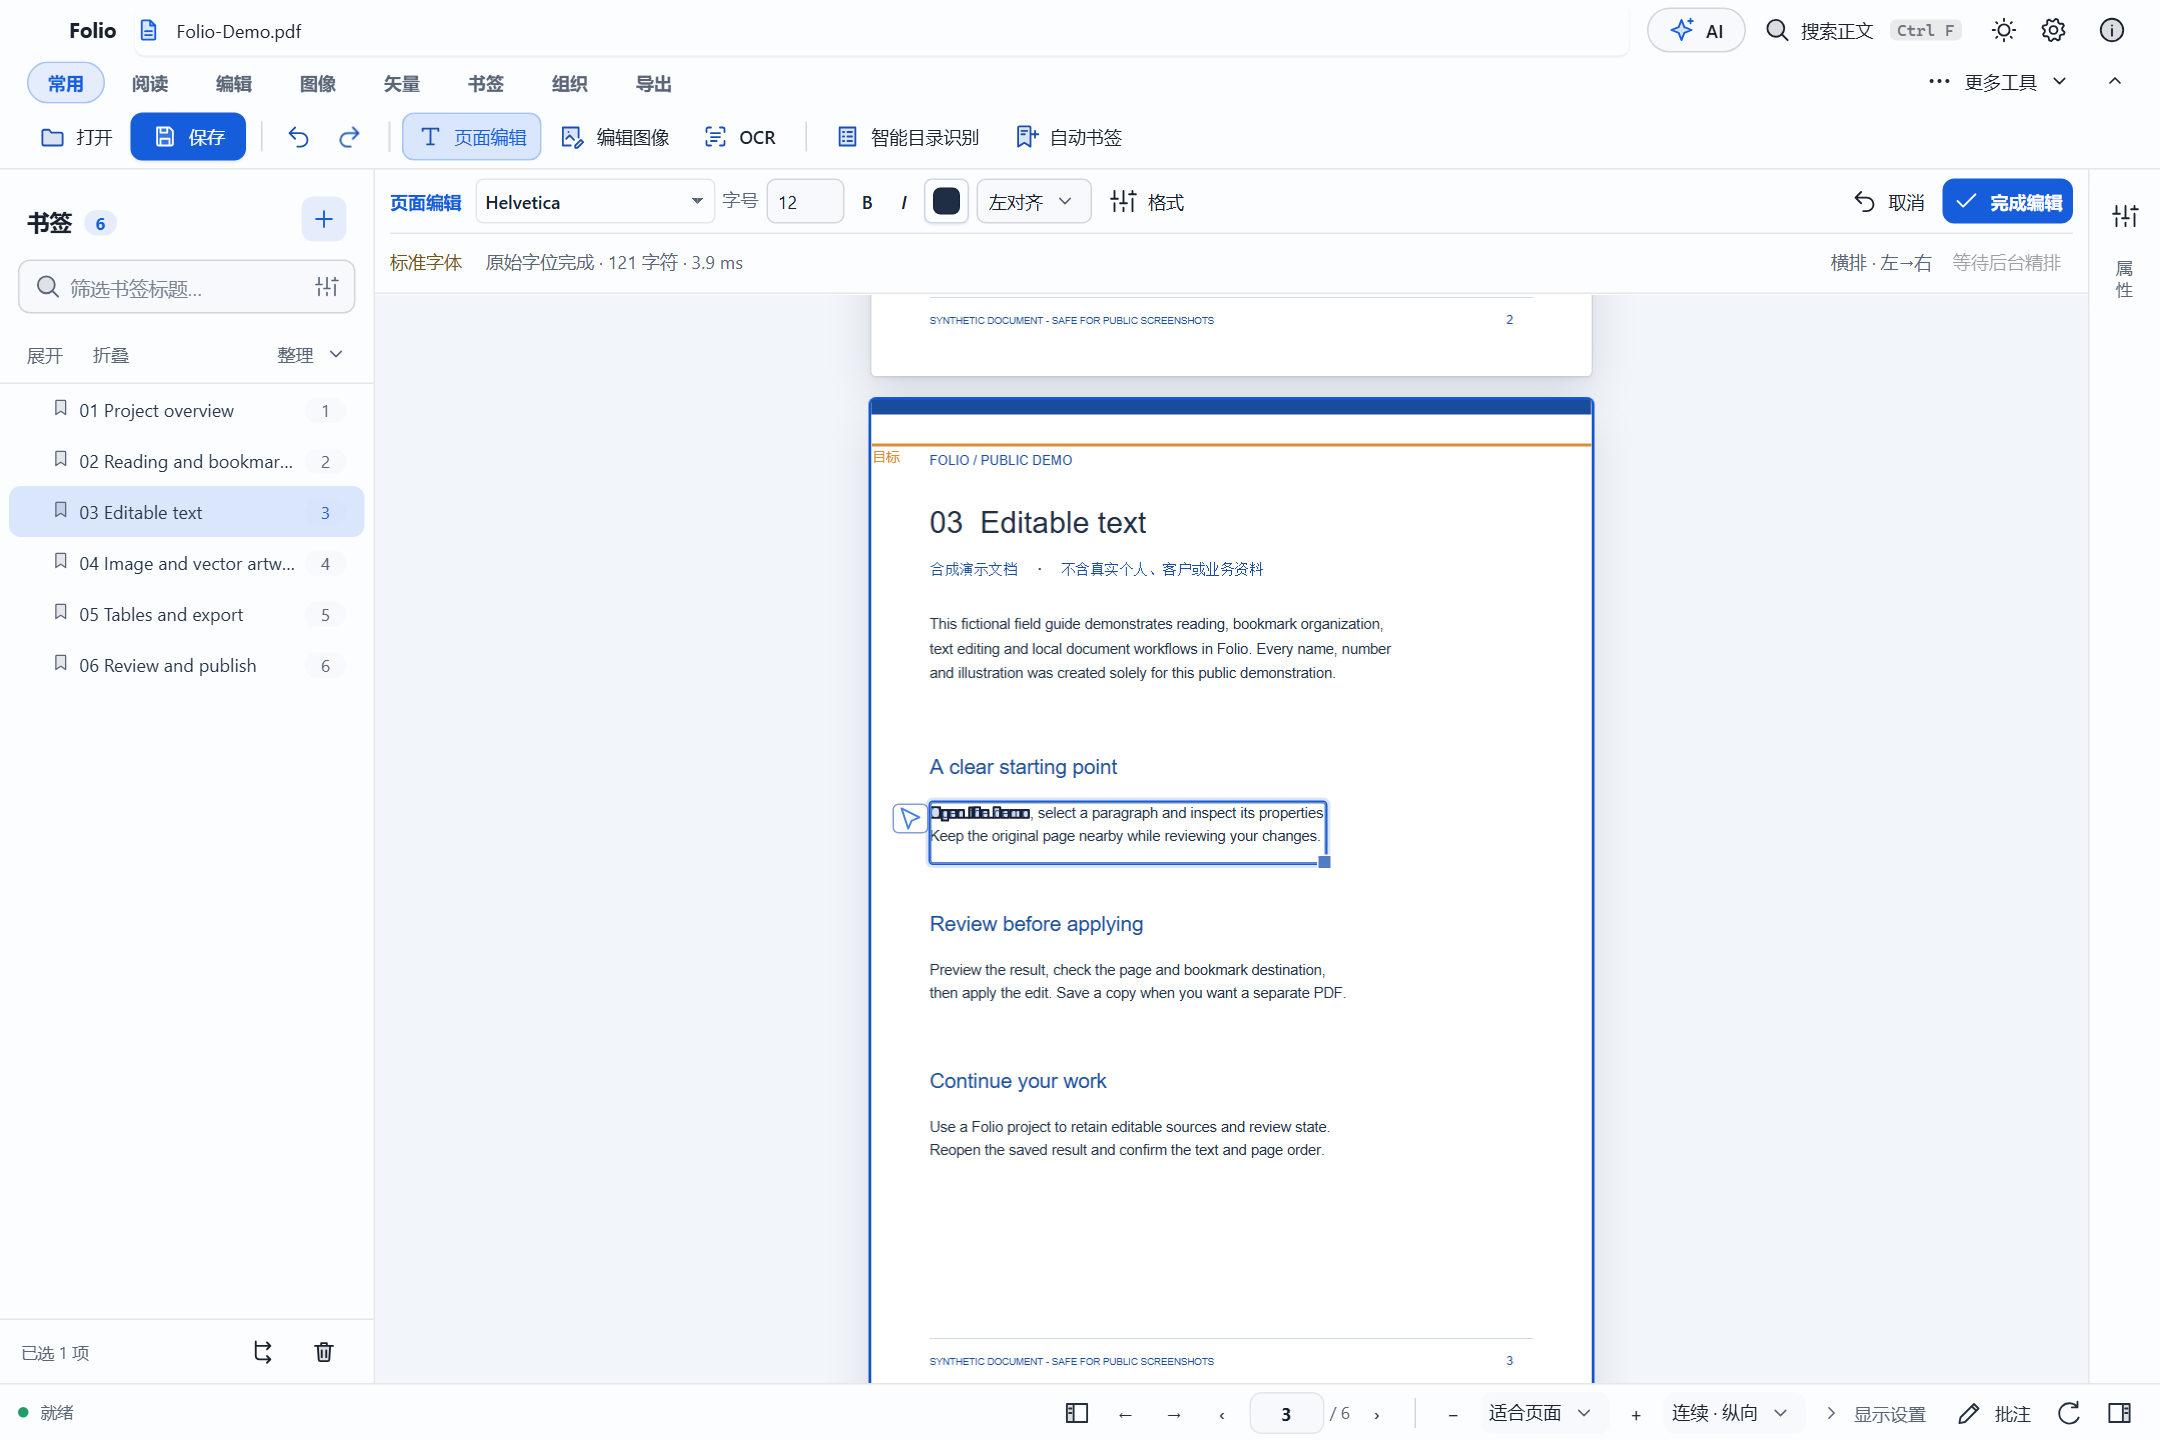 Folio
Folio-Demo.pdf
AI
搜索正文
Ctrl F
常用
阅读
编辑
图像
矢量
书签
组织
导出
更多工具
打开
保存
页面编辑
编辑图像
OCR
智能目录识别
自动书签
书签 6
筛选书签标题...
展开
折叠
整理
01 Project overview 1
02 Reading and bookmar... 2
03 Editable text 3
04 Image and vector artw... 4
05 Tables and export 5
06 Review and publish 6
已选 1 项
就绪
页面编辑
Helvetica
字号
12
B
I
左对齐
格式
取消
完成编辑
标准字体
原始字位完成 · 121 字符 · 3.9 ms
横排 · 左→右
等待后台精排
属性
SYNTHETIC DOCUMENT - SAFE FOR PUBLIC SCREENSHOTS 2
目标
FOLIO / PUBLIC DEMO
03 Editable text
合成演示文档 · 不含真实个人、客户或业务资料
This fictional field guide demonstrates reading, bookmark organization,
text editing and local document workflows in Folio. Every name, number
and illustration was created solely for this public demonstration.
A clear starting point
, select a paragraph and inspect its properties
Keep the original page nearby while reviewing your changes.
Review before applying
Preview the result, check the page and bookmark destination,
then apply the edit. Save a copy when you want a separate PDF.
Continue your work
Use a Folio project to retain editable sources and review state.
Reopen the saved result and confirm the text and page order.
SYNTHETIC DOCUMENT - SAFE FOR PUBLIC SCREENSHOTS 3
3 / 6
适合页面
连续 · 纵向
显示设置
批注